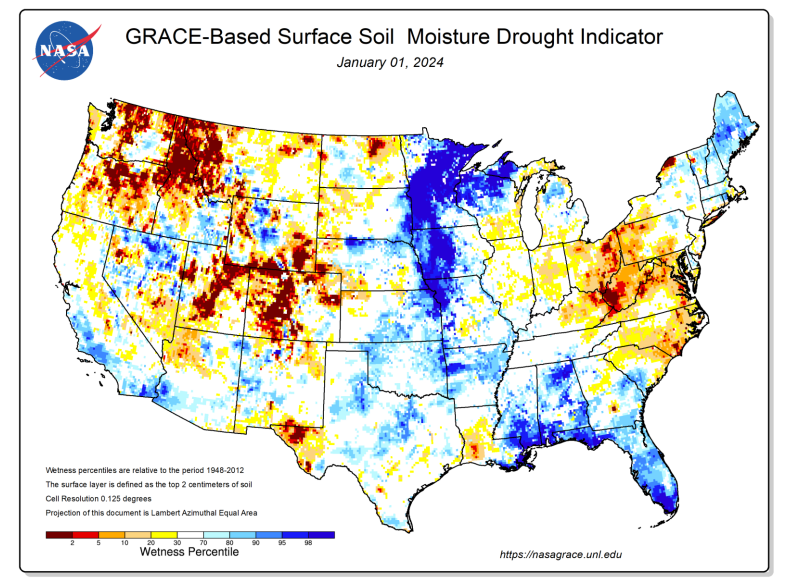 NASA
GRACE-Based Surface Soil  Moisture Drought Indicator
January 01, 2024
Wetness percentiles are relative to the period 1948-2012
The surface layer is defined as the top 2 centimeters of soil
Cell Resolution 0.125 degrees
Projection of this document is Lambert Azimuthal Equal Area
2 5 10 20 30 70 80 90 95 98
Wetness Percentile
https://nasagrace.unl.edu